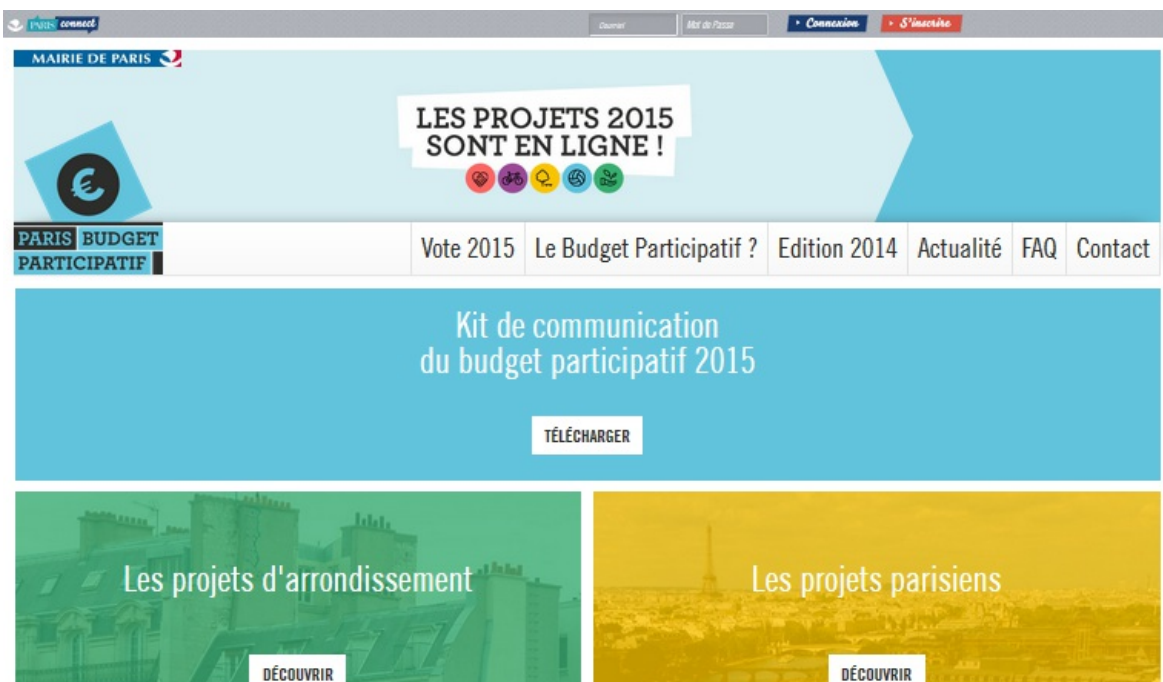 PARIS connect
Courriel
Mot de Passe
Connexion
S'inscrire
MAIRIE DE PARIS
LES PROJETS 2015
SONT EN LIGNE !
€
PARIS BUDGET
PARTICIPATIF
Vote 2015
Le Budget Participatif ?
Edition 2014
Actualité
FAQ
Contact
Kit de communication
du budget participatif 2015
TÉLÉCHARGER
Les projets d'arrondissement
DÉCOUVRIR
Les projets parisiens
DÉCOUVRIR